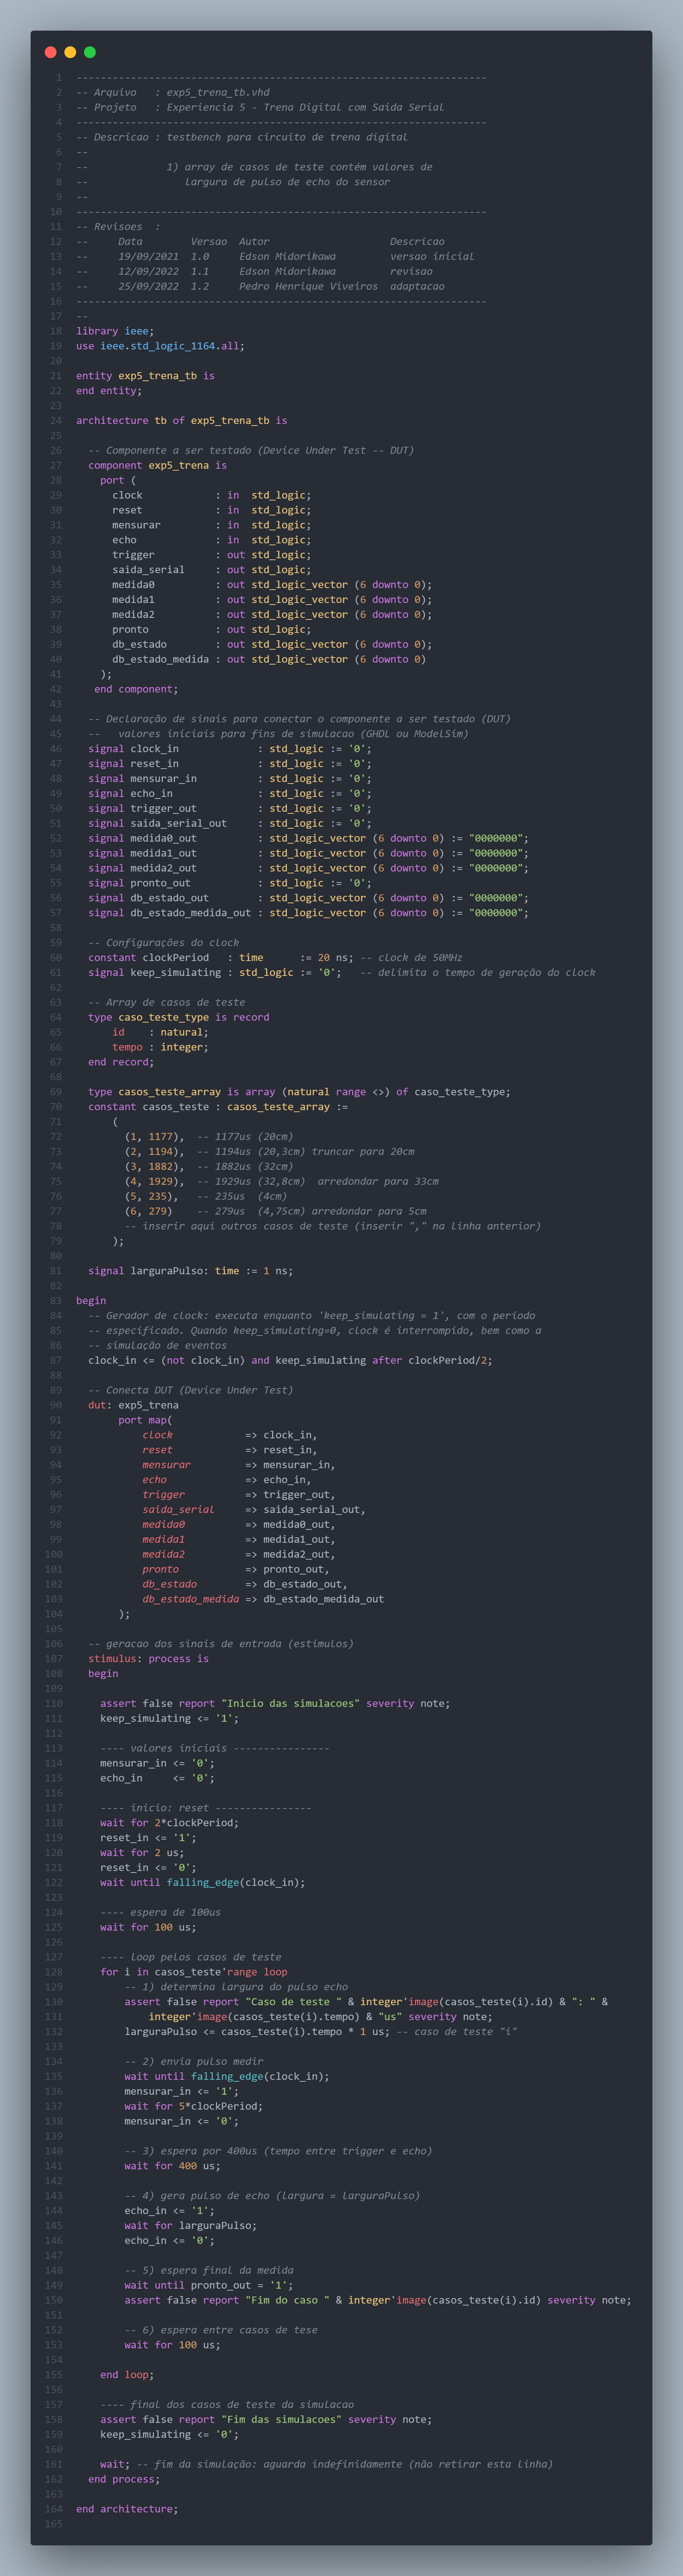 1 --------------------------------------------------------------------
2 -- Arquivo   : exp5_trena_tb.vhd
3 -- Projeto   : Experiencia 5 - Trena Digital com Saida Serial
4 --------------------------------------------------------------------
5 -- Descricao : testbench para circuito de trena digital
6 --
7 --             1) array de casos de teste contém valores de
8 --                largura de pulso de echo do sensor
9 --
10 --------------------------------------------------------------------
11 -- Revisoes  :
12 --     Data        Versao  Autor                    Descricao
13 --     19/09/2021  1.0     Edson Midorikawa         versao inicial
14 --     12/09/2022  1.1     Edson Midorikawa         revisao
15 --     25/09/2022  1.2     Pedro Henrique Viveiros  adaptacao
16 --------------------------------------------------------------------
17 --
18 library ieee;
19 use ieee.std_logic_1164.all;
20
21 entity exp5_trena_tb is
22 end entity;
23
24 architecture tb of exp5_trena_tb is
25
26   -- Componente a ser testado (Device Under Test -- DUT)
27   component exp5_trena is
28     port (
29       clock            : in  std_logic;
30       reset            : in  std_logic;
31       mensurar         : in  std_logic;
32       echo             : in  std_logic;
33       trigger          : out std_logic;
34       saida_serial     : out std_logic;
35       medida0          : out std_logic_vector (6 downto 0);
36       medida1          : out std_logic_vector (6 downto 0);
37       medida2          : out std_logic_vector (6 downto 0);
38       pronto           : out std_logic;
39       db_estado        : out std_logic_vector (6 downto 0);
40       db_estado_medida : out std_logic_vector (6 downto 0)
41     );
42    end component;
43
44   -- Declaração de sinais para conectar o componente a ser testado (DUT)
45   --   valores iniciais para fins de simulacao (GHDL ou ModelSim)
46   signal clock_in             : std_logic := '0';
47   signal reset_in             : std_logic := '0';
48   signal mensurar_in          : std_logic := '0';
49   signal echo_in              : std_logic := '0';
50   signal trigger_out          : std_logic := '0';
51   signal saida_serial_out     : std_logic := '0';
52   signal medida0_out          : std_logic_vector (6 downto 0) := "0000000";
53   signal medida1_out          : std_logic_vector (6 downto 0) := "0000000";
54   signal medida2_out          : std_logic_vector (6 downto 0) := "0000000";
55   signal pronto_out           : std_logic := '0';
56   signal db_estado_out        : std_logic_vector (6 downto 0) := "0000000";
57   signal db_estado_medida_out : std_logic_vector (6 downto 0) := "0000000";
58
59   -- Configurações do clock
60   constant clockPeriod   : time      := 20 ns; -- clock de 50MHz
61   signal keep_simulating : std_logic := '0';   -- delimita o tempo de geração do clock
62
63   -- Array de casos de teste
64   type caso_teste_type is record
65       id    : natural;
66       tempo : integer;
67   end record;
68
69   type casos_teste_array is array (natural range <>) of caso_teste_type;
70   constant casos_teste : casos_teste_array :=
71       (
72         (1, 1177),  -- 1177us (20cm)
73         (2, 1194),  -- 1194us (20,3cm) truncar para 20cm
74         (3, 1882),  -- 1882us (32cm)
75         (4, 1929),  -- 1929us (32,8cm)  arredondar para 33cm
76         (5, 235),   -- 235us  (4cm)
77         (6, 279)    -- 279us  (4,75cm) arredondar para 5cm
78         -- inserir aqui outros casos de teste (inserir "," na linha anterior)
79       );
80
81   signal larguraPulso: time := 1 ns;
82
83 begin
84   -- Gerador de clock: executa enquanto 'keep_simulating = 1', com o período
85   -- especificado. Quando keep_simulating=0, clock é interrompido, bem como a
86   -- simulação de eventos
87   clock_in <= (not clock_in) and keep_simulating after clockPeriod/2;
88
89   -- Conecta DUT (Device Under Test)
90   dut: exp5_trena
91        port map(
92            clock            => clock_in,
93            reset            => reset_in,
94            mensurar         => mensurar_in,
95            echo             => echo_in,
96            trigger          => trigger_out,
97            saida_serial     => saida_serial_out,
98            medida0          => medida0_out,
99            medida1          => medida1_out,
100            medida2          => medida2_out,
101            pronto           => pronto_out,
102            db_estado        => db_estado_out,
103            db_estado_medida => db_estado_medida_out
104        );
105
106   -- geracao dos sinais de entrada (estimulos)
107   stimulus: process is
108   begin
109
110     assert false report "Inicio das simulacoes" severity note;
111     keep_simulating <= '1';
112
113     ---- valores iniciais ----------------
114     mensurar_in <= '0';
115     echo_in     <= '0';
116
117     ---- inicio: reset ----------------
118     wait for 2*clockPeriod;
119     reset_in <= '1';
120     wait for 2 us;
121     reset_in <= '0';
122     wait until falling_edge(clock_in);
123
124     ---- espera de 100us
125     wait for 100 us;
126
127     ---- loop pelos casos de teste
128     for i in casos_teste'range loop
129         -- 1) determina largura do pulso echo
130         assert false report "Caso de teste " & integer'image(casos_teste(i).id) & ": " &
131             integer'image(casos_teste(i).tempo) & "us" severity note;
132         larguraPulso <= casos_teste(i).tempo * 1 us; -- caso de teste "i"
133
134         -- 2) envia pulso medir
135         wait until falling_edge(clock_in);
136         mensurar_in <= '1';
137         wait for 5*clockPeriod;
138         mensurar_in <= '0';
139
140         -- 3) espera por 400us (tempo entre trigger e echo)
141         wait for 400 us;
142
143         -- 4) gera pulso de echo (largura = larguraPulso)
144         echo_in <= '1';
145         wait for larguraPulso;
146         echo_in <= '0';
147
148         -- 5) espera final da medida
149         wait until pronto_out = '1';
150         assert false report "Fim do caso " & integer'image(casos_teste(i).id) severity note;
151
152         -- 6) espera entre casos de tese
153         wait for 100 us;
154
155     end loop;
156
157     ---- final dos casos de teste da simulacao
158     assert false report "Fim das simulacoes" severity note;
159     keep_simulating <= '0';
160
161     wait; -- fim da simulação: aguarda indefinidamente (não retirar esta linha)
162   end process;
163
164 end architecture;
165